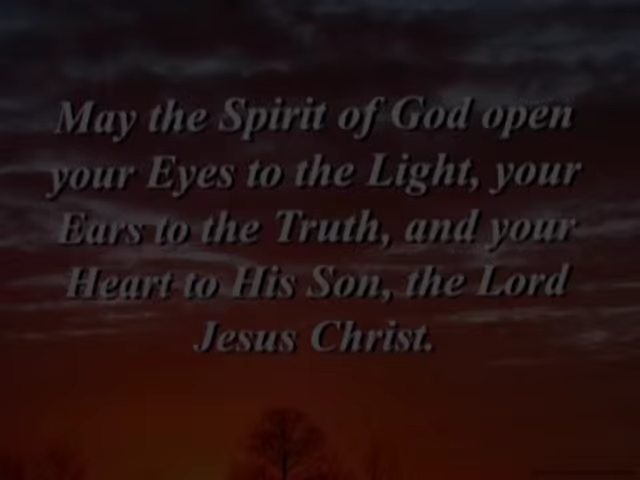 May the Spirit of God open
your Eyes to the Light, your
Ears to the Truth, and your
Heart to His Son, the Lord
Jesus Christ.